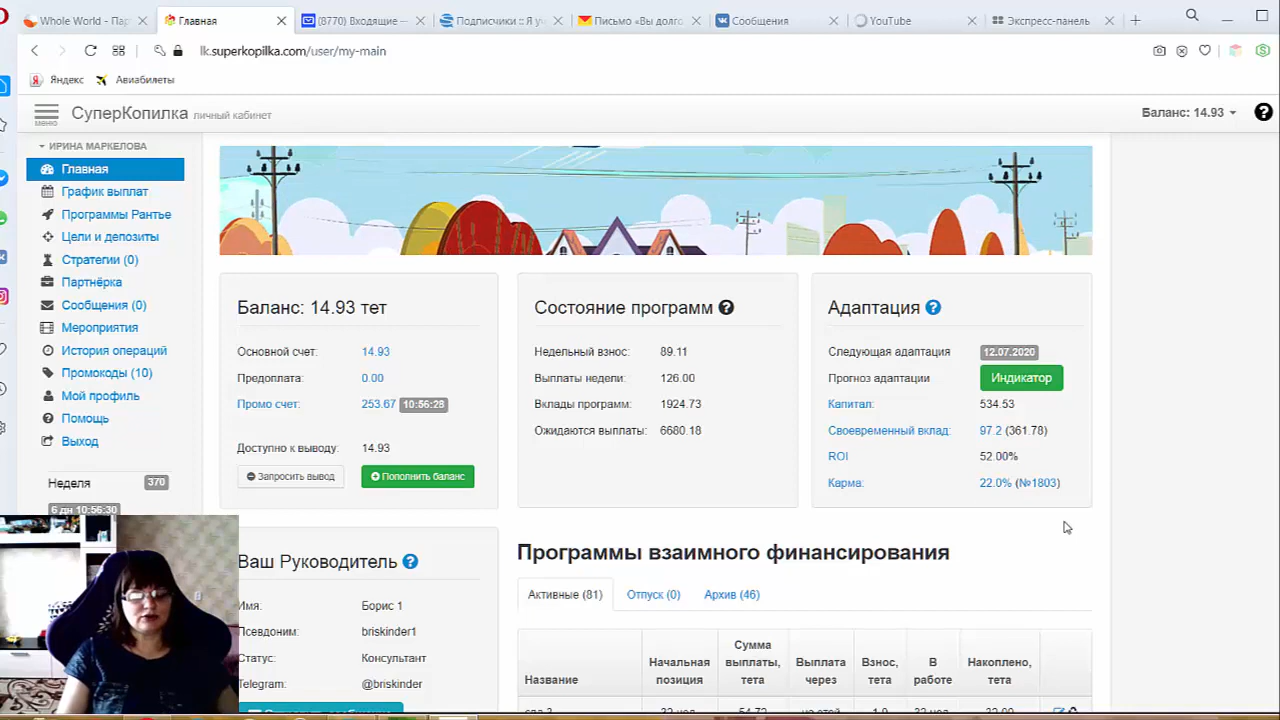 Whole World - Пар
Главная
(8770) Входящие —
Подписчики :: Я у
Письмо «Вы долго
Сообщения
YouTube
Экспресс-панель
lk.superkopilka.com/user/my-main
Яндекс
Авиабилеты
меню
СуперКопилка личный кабинет
Баланс: 14.93
ИРИНА МАРКЕЛОВА
Главная
График выплат
Программы Рантье
Цели и депозиты
Стратегии (0)
Партнёрка
Сообщения (0)
Мероприятия
История операций
Промокоды (10)
Мой профиль
Помощь
Выход
Неделя 370
6 дн 10:56:30
Баланс: 14.93 тет
Основной счет: 14.93
Предоплата: 0.00
Промо счет: 253.67 10:56:28
Доступно к выводу: 14.93
Запросить вывод
Пополнить баланс
Состояние программ
Недельный взнос: 89.11
Выплаты недели: 126.00
Вклады программ: 1924.73
Ожидаются выплаты: 6680.18
Адаптация
Следующая адаптация 12.07.2020
Прогноз адаптации Индикатор
Капитал: 534.53
Своевременный вклад: 97.2 (361.78)
ROI 52.00%
Карма: 22.0% (№1803)
Ваш Руководитель
Имя: Борис 1
Псевдоним: briskinder1
Статус: Консультант
Telegram: @briskinder
Программы взаимного финансирования
Активные (81)
Отпуск (0)
Архив (46)
Название
Начальная позиция
Сумма выплаты, тета
Выплата через
Взнос, тета
В работе
Накоплено, тета